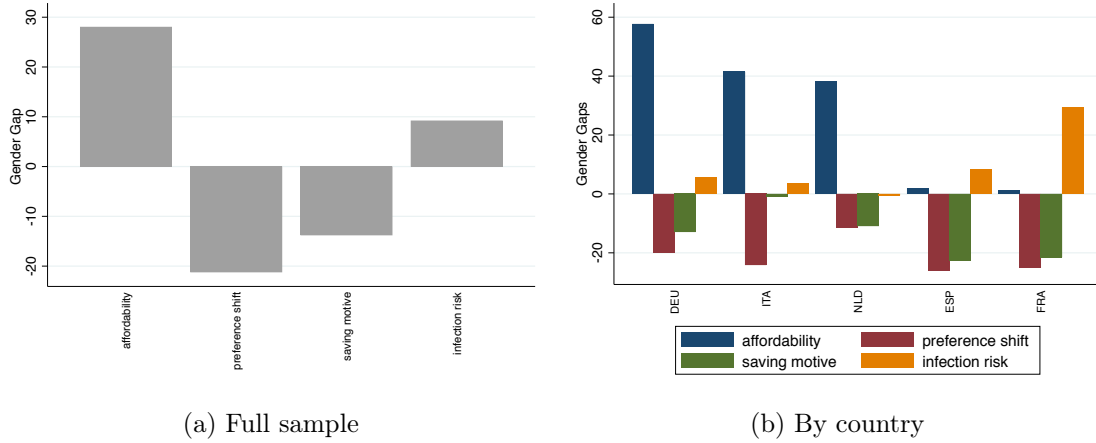 30
20
10
0
-10
-20
Gender Gap
affordability
preference shift
saving motive
infection risk
60
40
20
0
-20
Gender Gaps
DEU
ITA
NLD
ESP
FRA
affordability
preference shift
saving motive
infection risk
(a) Full sample
(b) By country